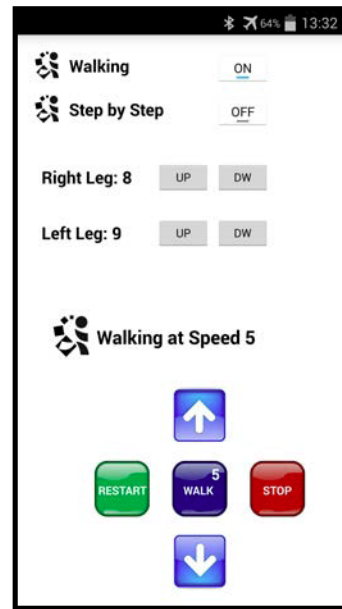 64% 13:32
Walking ON
Step by Step OFF
Right Leg: 8 UP DW
Left Leg: 9 UP DW
Walking at Speed 5
RESTART WALK 5 STOP